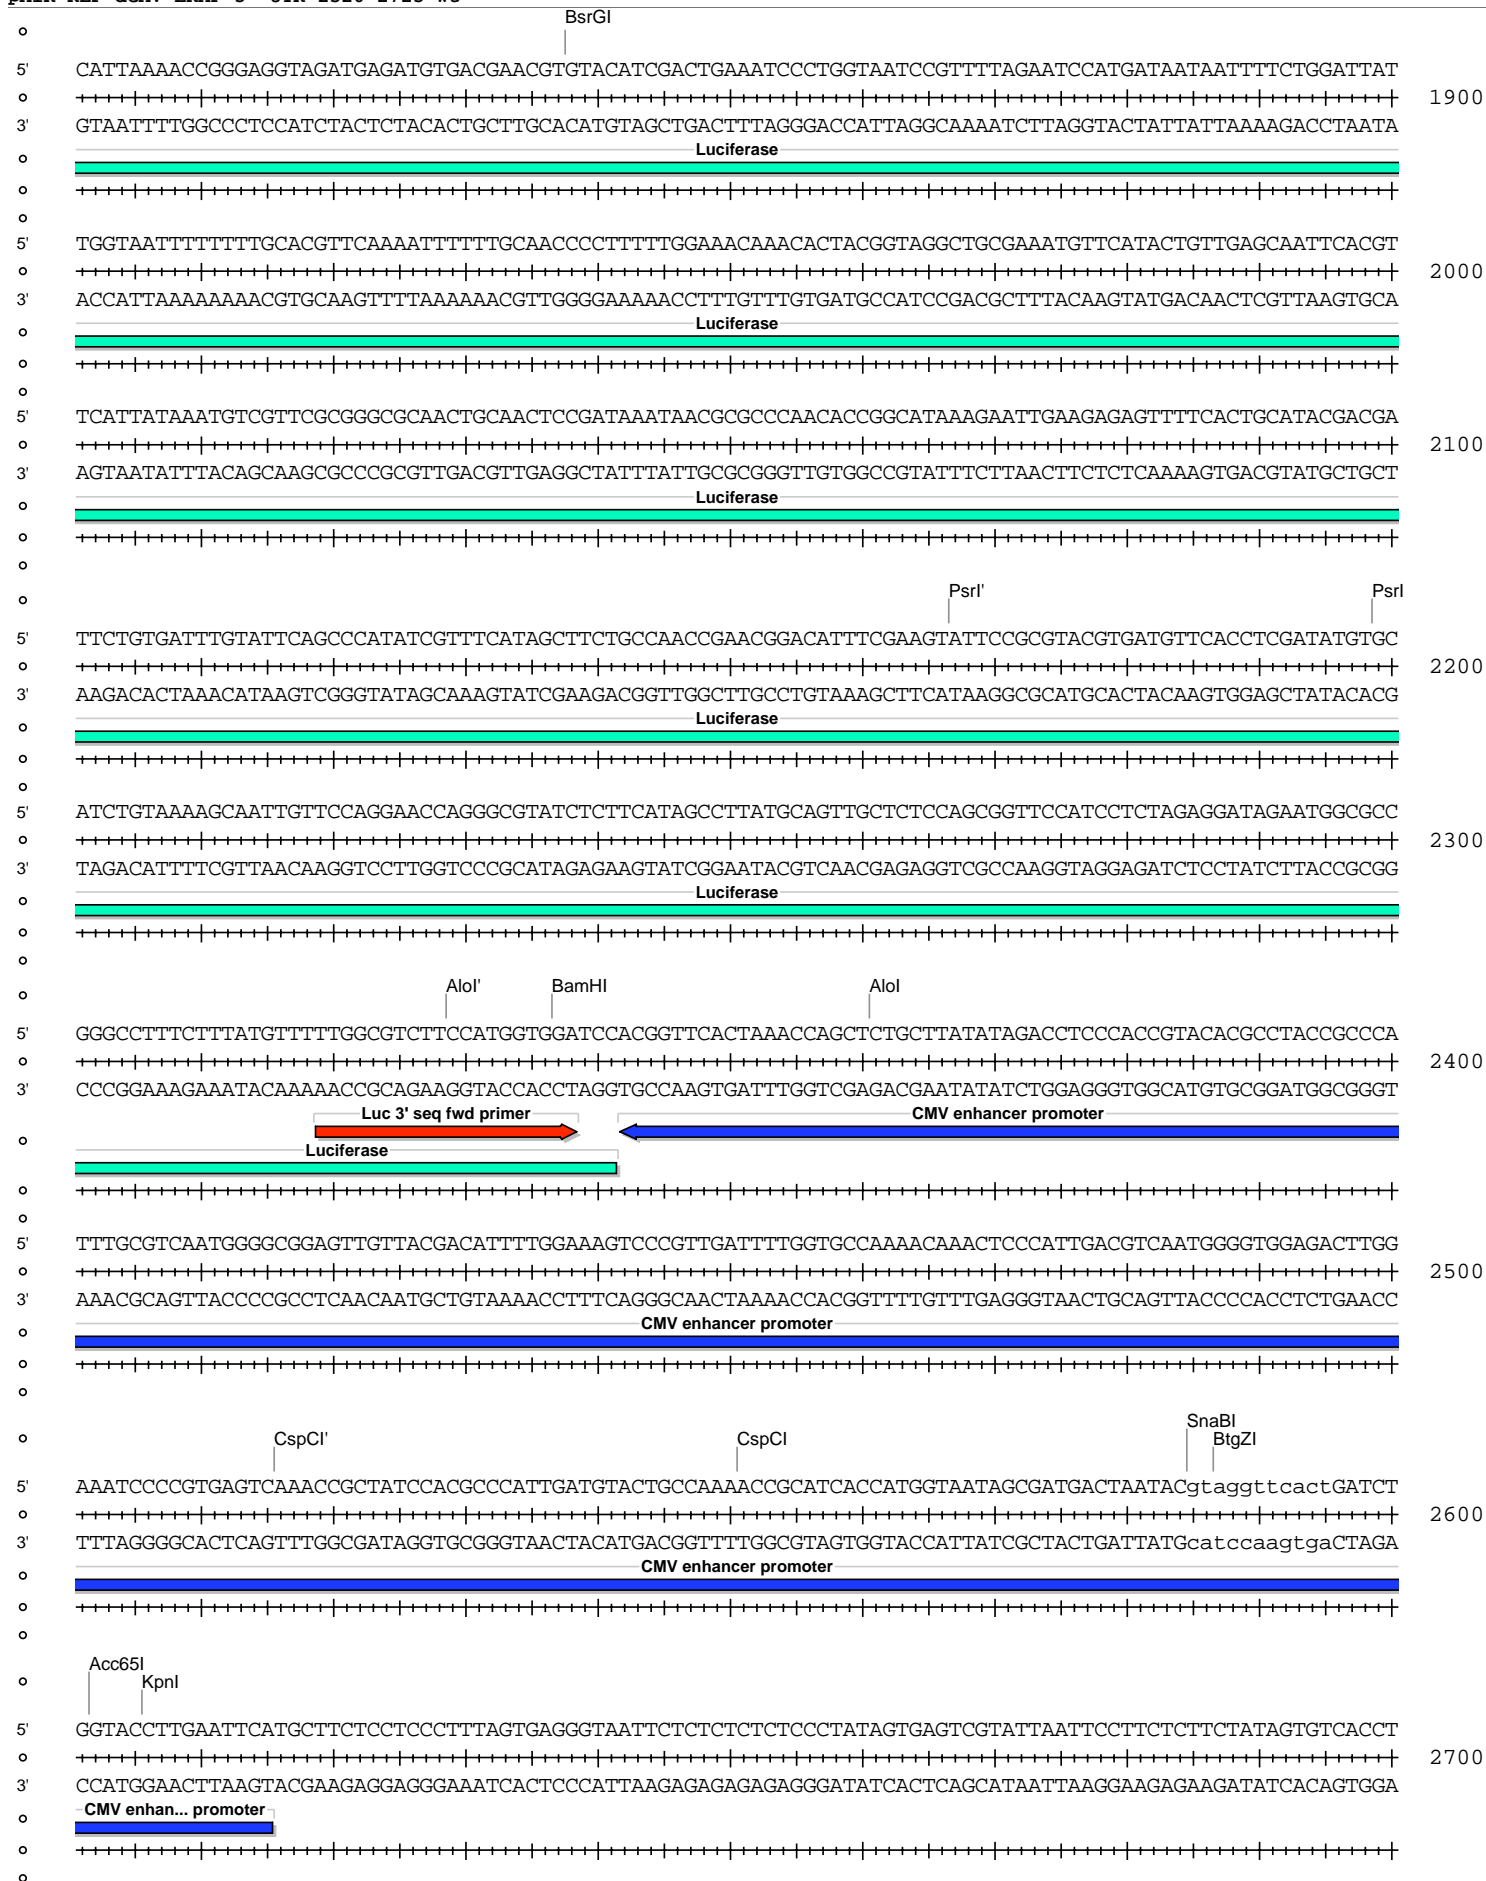 BsrGI
5' CATTAAAACCGGGAGGTAGATGAGATGTGACGAACGTGTACATCGACTGAAATCCCTGGTAATCCGTTTTAGAATCCATGATAATAATTTTCTGGATTAT
1900
3' GTAATTTTGGCCCTCCATCTACTCTACACTGCTTGCACATGTAGCTGACTTTAGGGACCATTAGGCAAAATCTTAGGTACTATTATTAAAAGACCTAATA
Luciferase
5' TGGTAATTTTTTTTGCACGTTCAAAATTTTTTGCAACCCCTTTTTGGAAACAAACACTACGGTAGGCTGCGAAATGTTCATACTGTTGAGCAATTCACGT
2000
3' ACCATTAAAAAAAACGTGCAAGTTTTAAAAAACGTTGGGGAAAAACCTTTGTTTGTGATGCCATCCGACGCTTTACAAGTATGACAACTCGTTAAGTGCA
Luciferase
5' TCATTATAAATGTCGTTCGCGGGCGCAACTGCAACTCCGATAAATAACGCGCCCAACACCGGCATAAAGAATTGAAGAGAGTTTTCACTGCATACGACGA
2100
3' AGTAATATTTACAGCAAGCGCCCGCGTTGACGTTGAGGCTATTTATTGCGCGGGTTGTGGCCGTATTTCTTAACTTCTCTCAAAAGTGACGTATGCTGCT
Luciferase
PsrI' PsrI
5' TTCTGTGATTTGTATTCAGCCCATATCGTTTCATAGCTTCTGCCAACCGAACGGACATTTCGAAGTATTCCGCGTACGTGATGTTCACCTCGATATGTGC
2200
3' AAGACACTAAACATAAGTCGGGTATAGCAAAGTATCGAAGACGGTTGGCTTGCCTGTAAAGCTTCATAAGGCGCATGCACTACAAGTGGAGCTATACACG
Luciferase
5' ATCTGTAAAAGCAATTGTTCCAGGAACCAGGGCGTATCTCTTCATAGCCTTATGCAGTTGCTCTCCAGCGGTTCCATCCTCTAGAGGATAGAATGGCGCC
2300
3' TAGACATTTTCGTTAACAAGGTCCTTGGTCCCGCATAGAGAAGTATCGGAATACGTCAACGAGAGGTCGCCAAGGTAGGAGATCTCCTATCTTACCGCGG
Luciferase
AloI' BamHI AloI
5' GGGCCTTTCTTTATGTTTTTGGCGTCTTCCATGGTGGATCCACGGTTCACTAAACCAGCTCTGCTTATATAGACCTCCCACCGTACACGCCTACCGCCCA
2400
3' CCCGGAAAGAAATACAAAAACCGCAGAAGGTACCACCTAGGTGCCAAGTGATTTGGTCGAGACGAATATATCTGGAGGGTGGCATGTGCGGATGGCGGGT
Luc 3' seq fwd primer CMV enhancer promoter
Luciferase
5' TTTGCGTCAATGGGGCGGAGTTGTTACGACATTTTGGAAAGTCCCGTTGATTTTGGTGCCAAAACAAACTCCCATTGACGTCAATGGGGTGGAGACTTGG
2500
3' AAACGCAGTTACCCCGCCTCAACAATGCTGTAAAACCTTTCAGGGCAACTAAAACCACGGTTTTGTTTGAGGGTAACTGCAGTTACCCCACCTCTGAACC
CMV enhancer promoter
CspCI' CspCI SnaBI BtgZI
5' AAATCCCCGTGAGTCAAACCGCTATCCACGCCCATTGATGTACTGCCAAAACCGCATCACCATGGTAATAGCGATGACTAATACgtaggttcactGATCT
2600
3' TTTAGGGGCACTCAGTTTGGCGATAGGTGCGGGTAACTACATGACGGTTTTGGCGTAGTGGTACCATTATCGCTACTGATTATGcatccaagtgaCTAGA
CMV enhancer promoter
Acc65I KpnI
5' GGTACCTTGAATTCATGCTTCTCCTCCCTTTAGTGAGGGTAATTCTCTCTCTCTCCCTATAGTGAGTCGTATTAATTCCTTCTCTTCTATAGTGTCACCT
2700
3' CCATGGAACTTAAGTACGAAGAGGAGGGAAATCACTCCCATTAAGAGAGAGAGAGGGATATCACTCAGCATAATTAAGGAAGAGAAGATATCACAGTGGA
CMV enhan... promoter